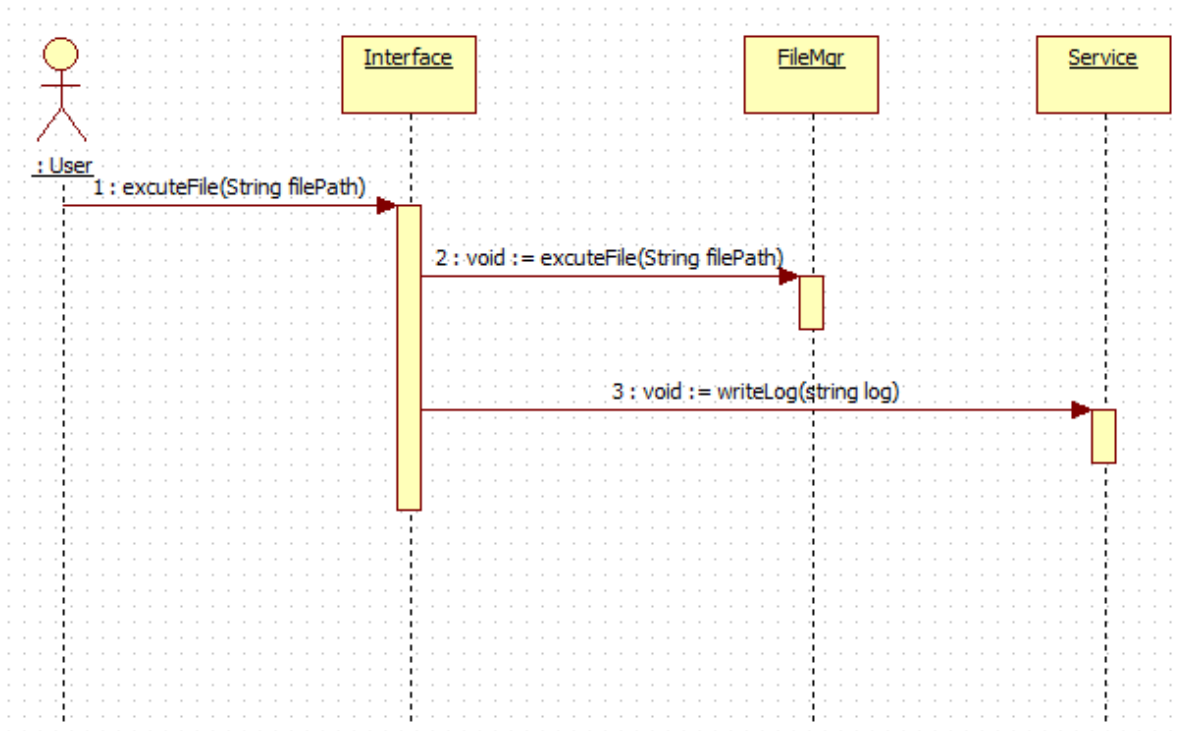 Interface
FileMgr
Service
: User
1 : excuteFile(String filePath)
2 : void := excuteFile(String filePath)
3 : void := writeLog(string log)